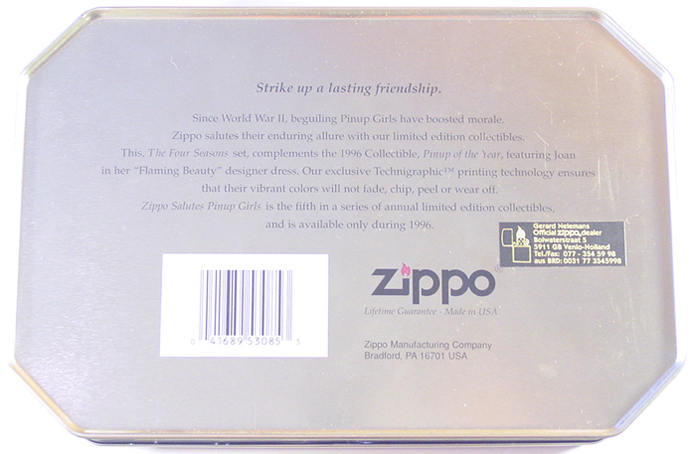 Strike up a lasting friendship.
Since World War II, beguiling Pinup Girls have boosted morale.
Zippo salutes their enduring allure with our limited edition collectibles.
This, The Four Seasons set, complements the 1996 Collectible, Pinup of the Year, featuring Joan
in her “Flaming Beauty” designer dress. Our exclusive Technigraphic™ printing technology ensures
that their vibrant colors will not fade, chip, peel or wear off.
Zippo Salutes Pinup Girls is the fifth in a series of annual limited edition collectibles,
and is available only during 1996.
Gerard Nelemans
Official zippo dealer
Bolwaterstraat 5
5911 GB Venlo-Holland
Tel./Fax: 077 - 354 59 98
aus BRD: 0031 77 3545998
zippo®
Lifetime Guarantee - Made in USA
0 41689 53085 3
Zippo Manufacturing Company
Bradford, PA 16701 USA